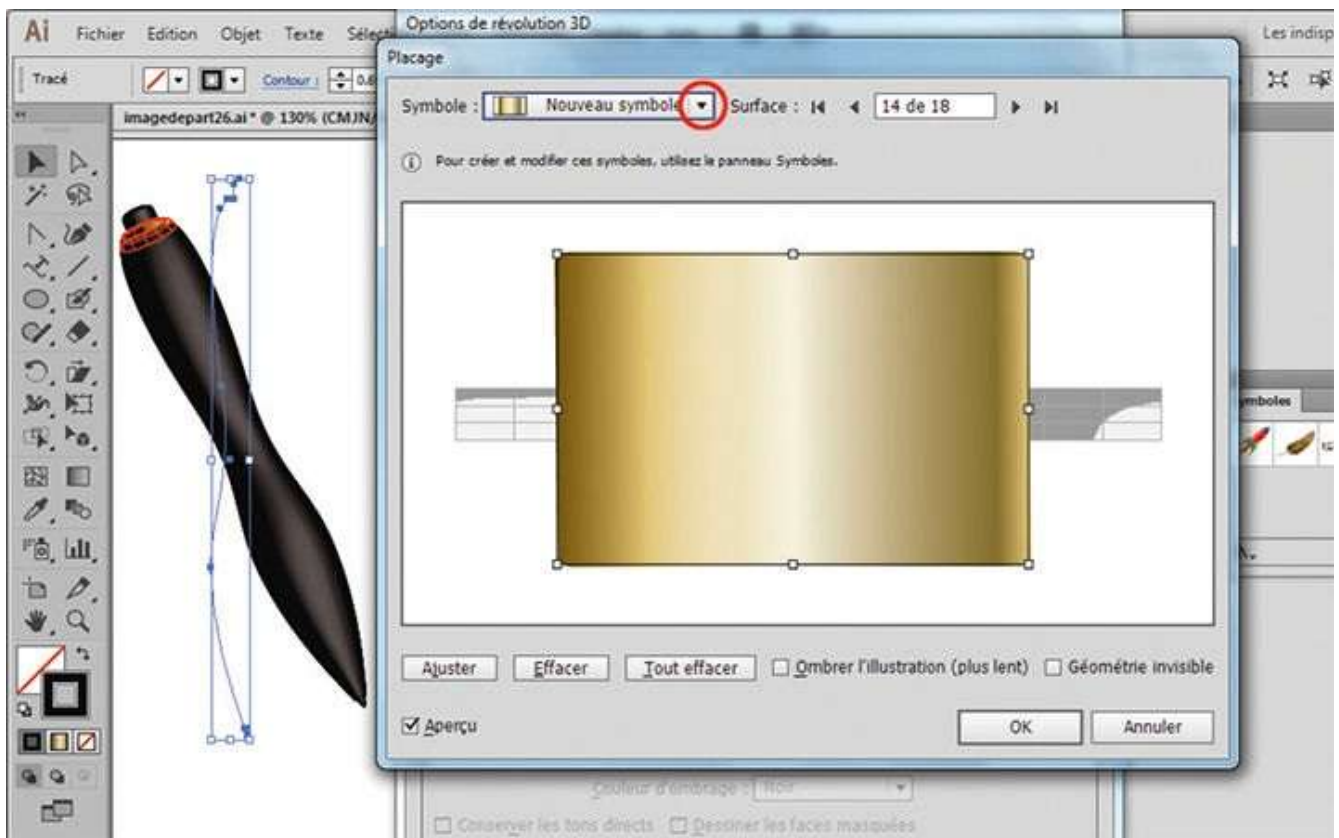 Options de révolution 3D
Ai Fichier Edition Objet Texte Sélect
Les indisp
Placage
Tracé Contour : 0.6
Symbole : Nouveau symbole Surface : 14 de 18
imagedepart26.ai* @ 130% (CMJN/
Pour créer et modifier ces symboles, utilisez le panneau Symboles.
ymboles
Ajuster Effacer Tout effacer Ombrer l'illustration (plus lent) Géométrie invisible
Aperçu OK Annuler
Couleur d'ombrage : Noir
Conserver les tons directs Dessiner les faces masquées